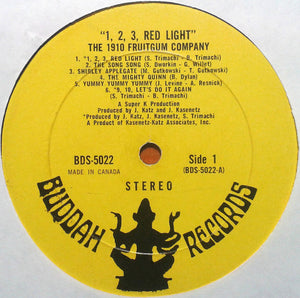 "1, 2, 3, RED LIGHT"
THE 1910 FRUITGUM COMPANY
1. "1, 2, 3, RED LIGHT (S. Trimachi - B. Trimachi)
2. THE SONG SONG (S. Dworkin - G. Willet)
3. SHIRLEY APPLEGATE (M. Gutkowski - T. Gutkowski)
4. THE MIGHTY QUINN (B. Dylan)
5. YUMMY YUMMY YUMMY (J. Levine - A. Resnick)
6. "9, 10, LET'S DO IT AGAIN
(S. Trimachi - B. Trimachi)
A Super K Production
Produced by J. Katz and J. Kasenetz
"Produced by J. Katz, J. Kasenetz, S. Trimachi
A Product of Kasenetz-Katz Associates, Inc.
BDS-5022
Side 1
MADE IN CANADA
(BDS-5022-A)
STEREO
BUDDAH RECORDS